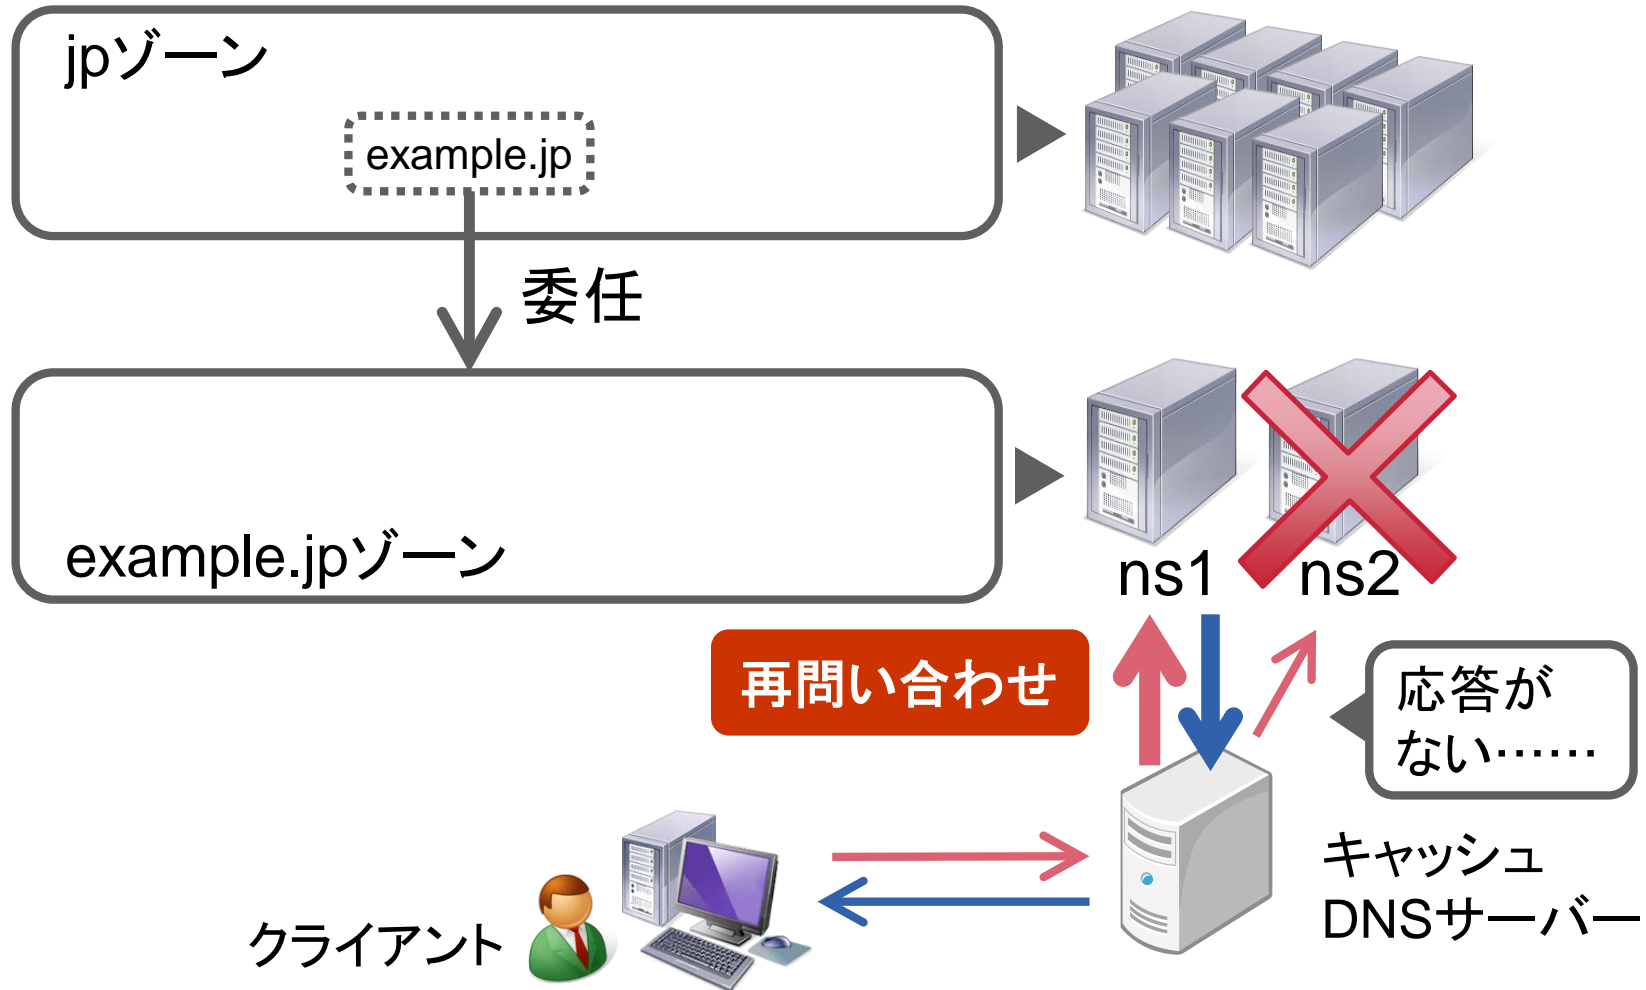 jpゾーン
example.jp
委任
example.jpゾーン
ns1
ns2
再問い合わせ
応答が
ない……
キャッシュ
DNSサーバー
クライアント